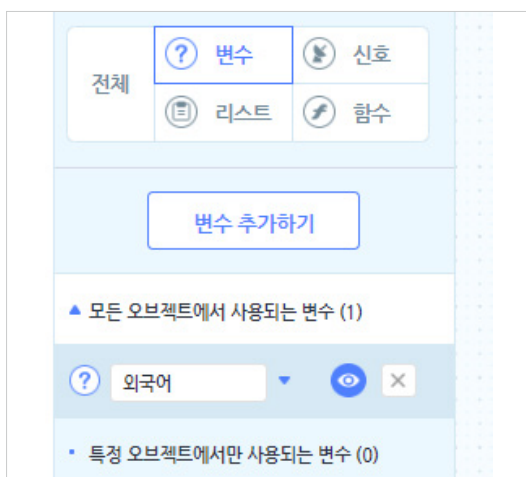 전체
변수
신호
리스트
함수
변수 추가하기
모든 오브젝트에서 사용되는 변수 (1)
외국어
특정 오브젝트에서만 사용되는 변수 (0)